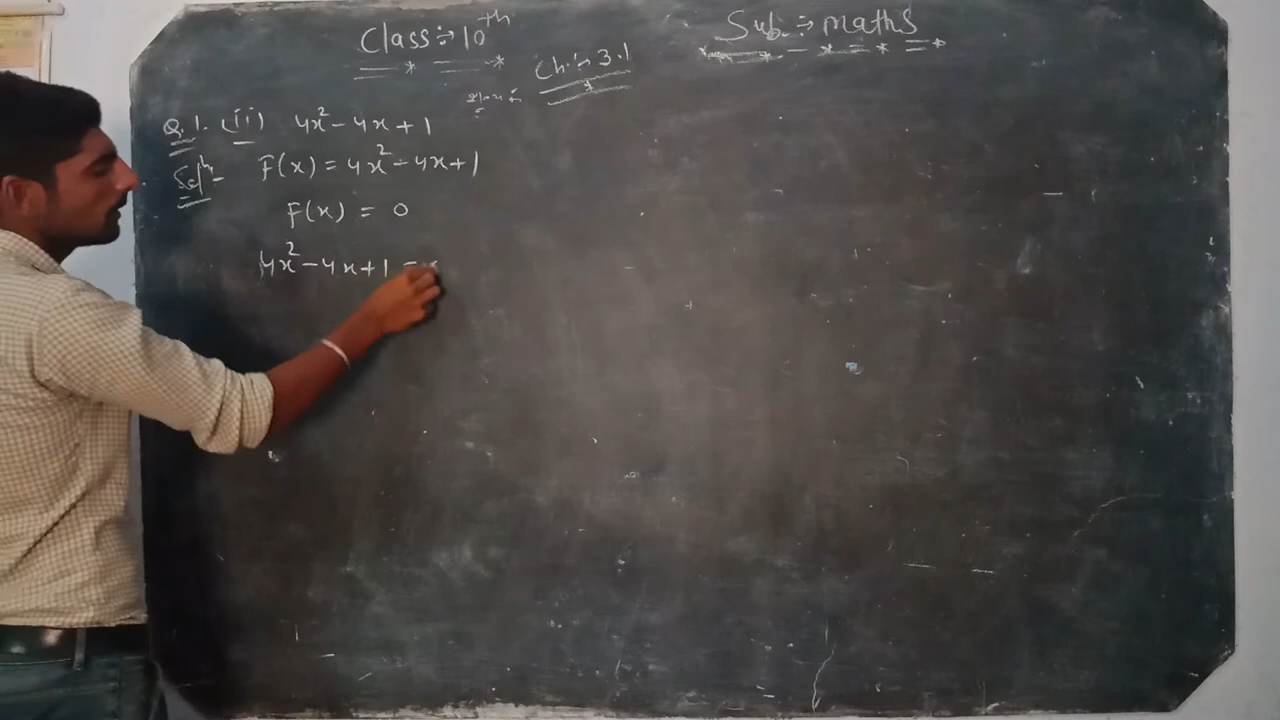 Class:- 10th
Sub :- maths
Ch:n 3.1
Q.1. (ii) 4x² - 4x + 1
Solⁿ- F(x) = 4x² - 4x + 1
F(x) = 0
4x² - 4x + 1 =